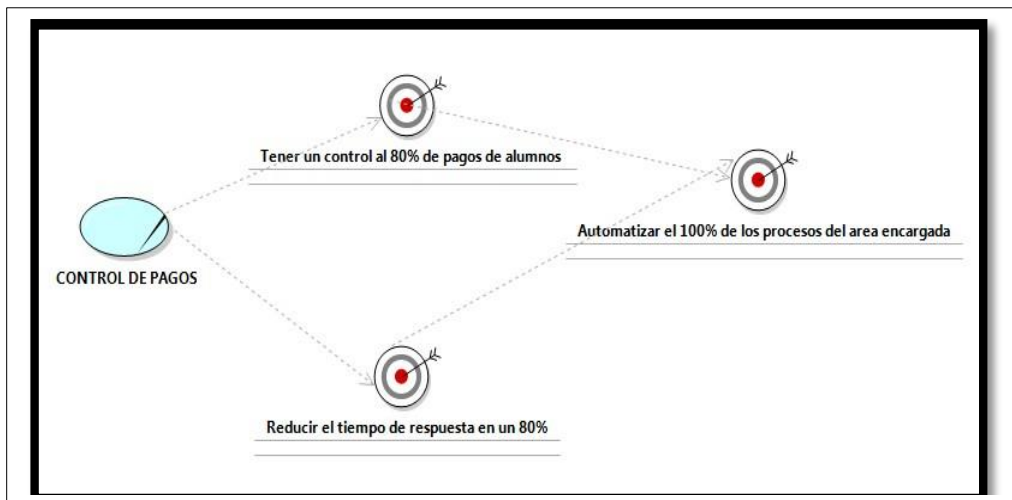 Tener un control al 80% de pagos de alumnos
Automatizar el 100% de los procesos del area encargada
CONTROL DE PAGOS
Reducir el tiempo de respuesta en un 80%